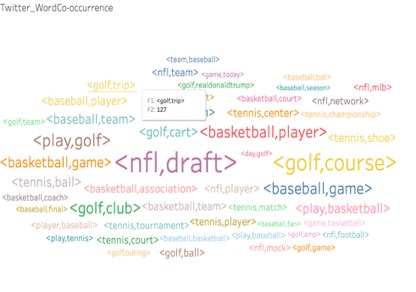 Twitter_WordCo-occurrence
<team,baseball>
<nfl,team> <game,today> <baseball,bat>
<golf,trip> <golf,realdonaldtrump> <baseball,season> <nfl,mlb>
<baseball,player> F1: <golf,trip> <basketball,court> <nfl,network>
F2: 127
<golf,team> <baseball,team> <tennis,center> <tennis,championship>
<play,golf> <golf,cart> <basketball,player> <tennis,shoe>
<basketball,game> <nfl,draft> <day,golf> <golf,course>
<tennis,ball> <basketball,association> <nfl,player> <baseball,game>
<basketball,coach>
<baseball,final> <golf,club> <basketball,team> <tennis,match> <play,basketball>
<player,baseball> <tennis,tournament> <tennis,player> <baseball,fan> <game,basketball>
<play,tennis> <tennis,court> <golf,basketball> <golf,amp> <nfl,football>
<golf,outing> <golf,ball> <nfl,mock> <golf,game>